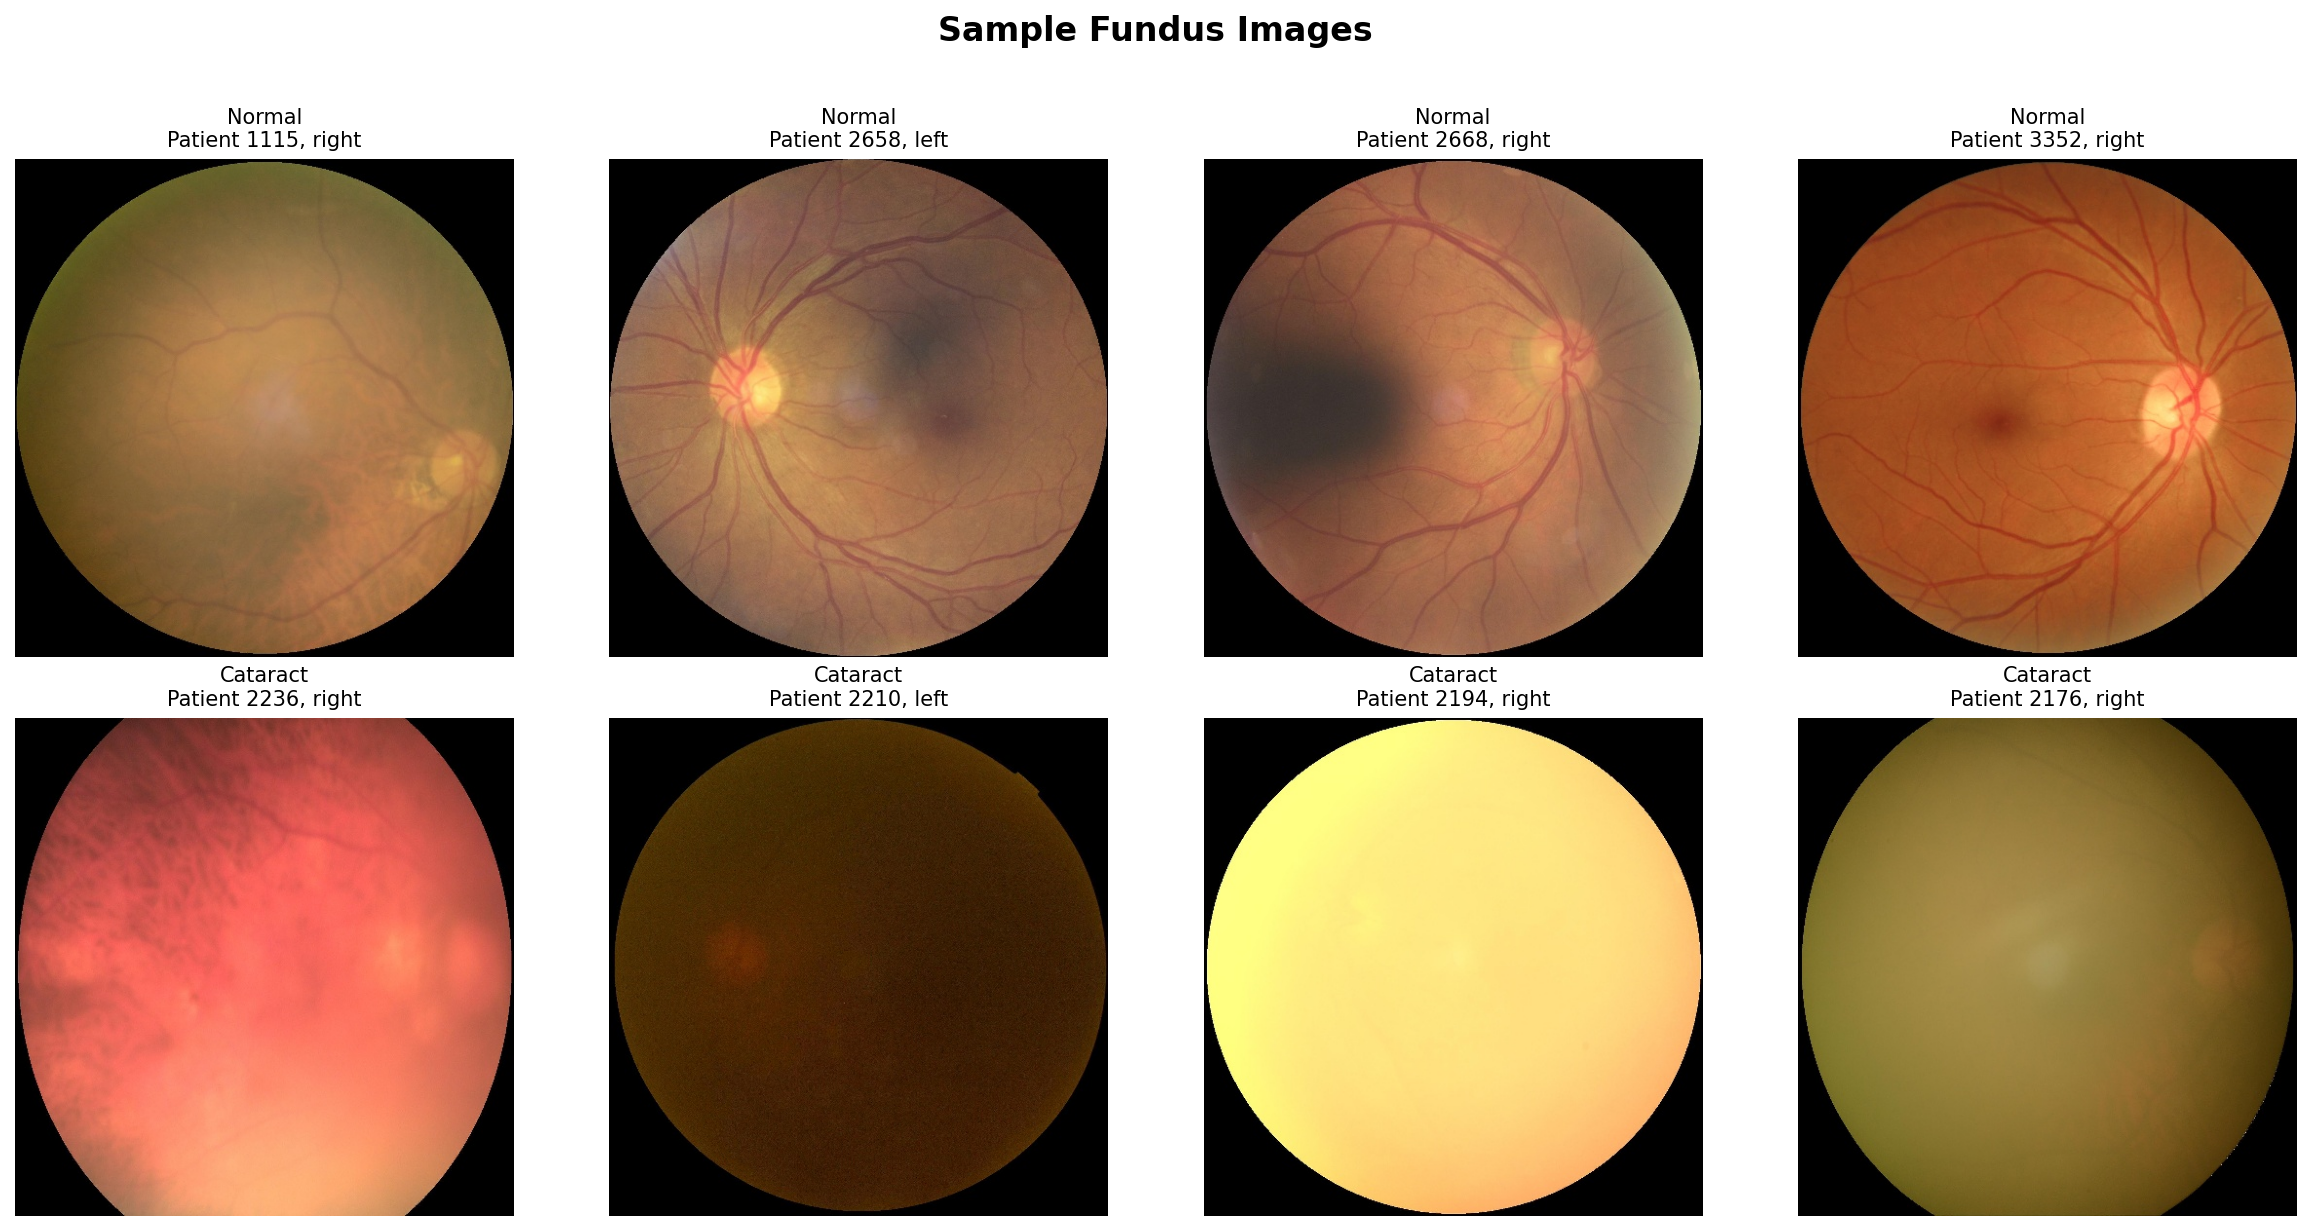 Sample Fundus Images
Normal
Patient 1115, right
Normal
Patient 2658, left
Normal
Patient 2668, right
Normal
Patient 3352, right
Cataract
Patient 2236, right
Cataract
Patient 2210, left
Cataract
Patient 2194, right
Cataract
Patient 2176, right